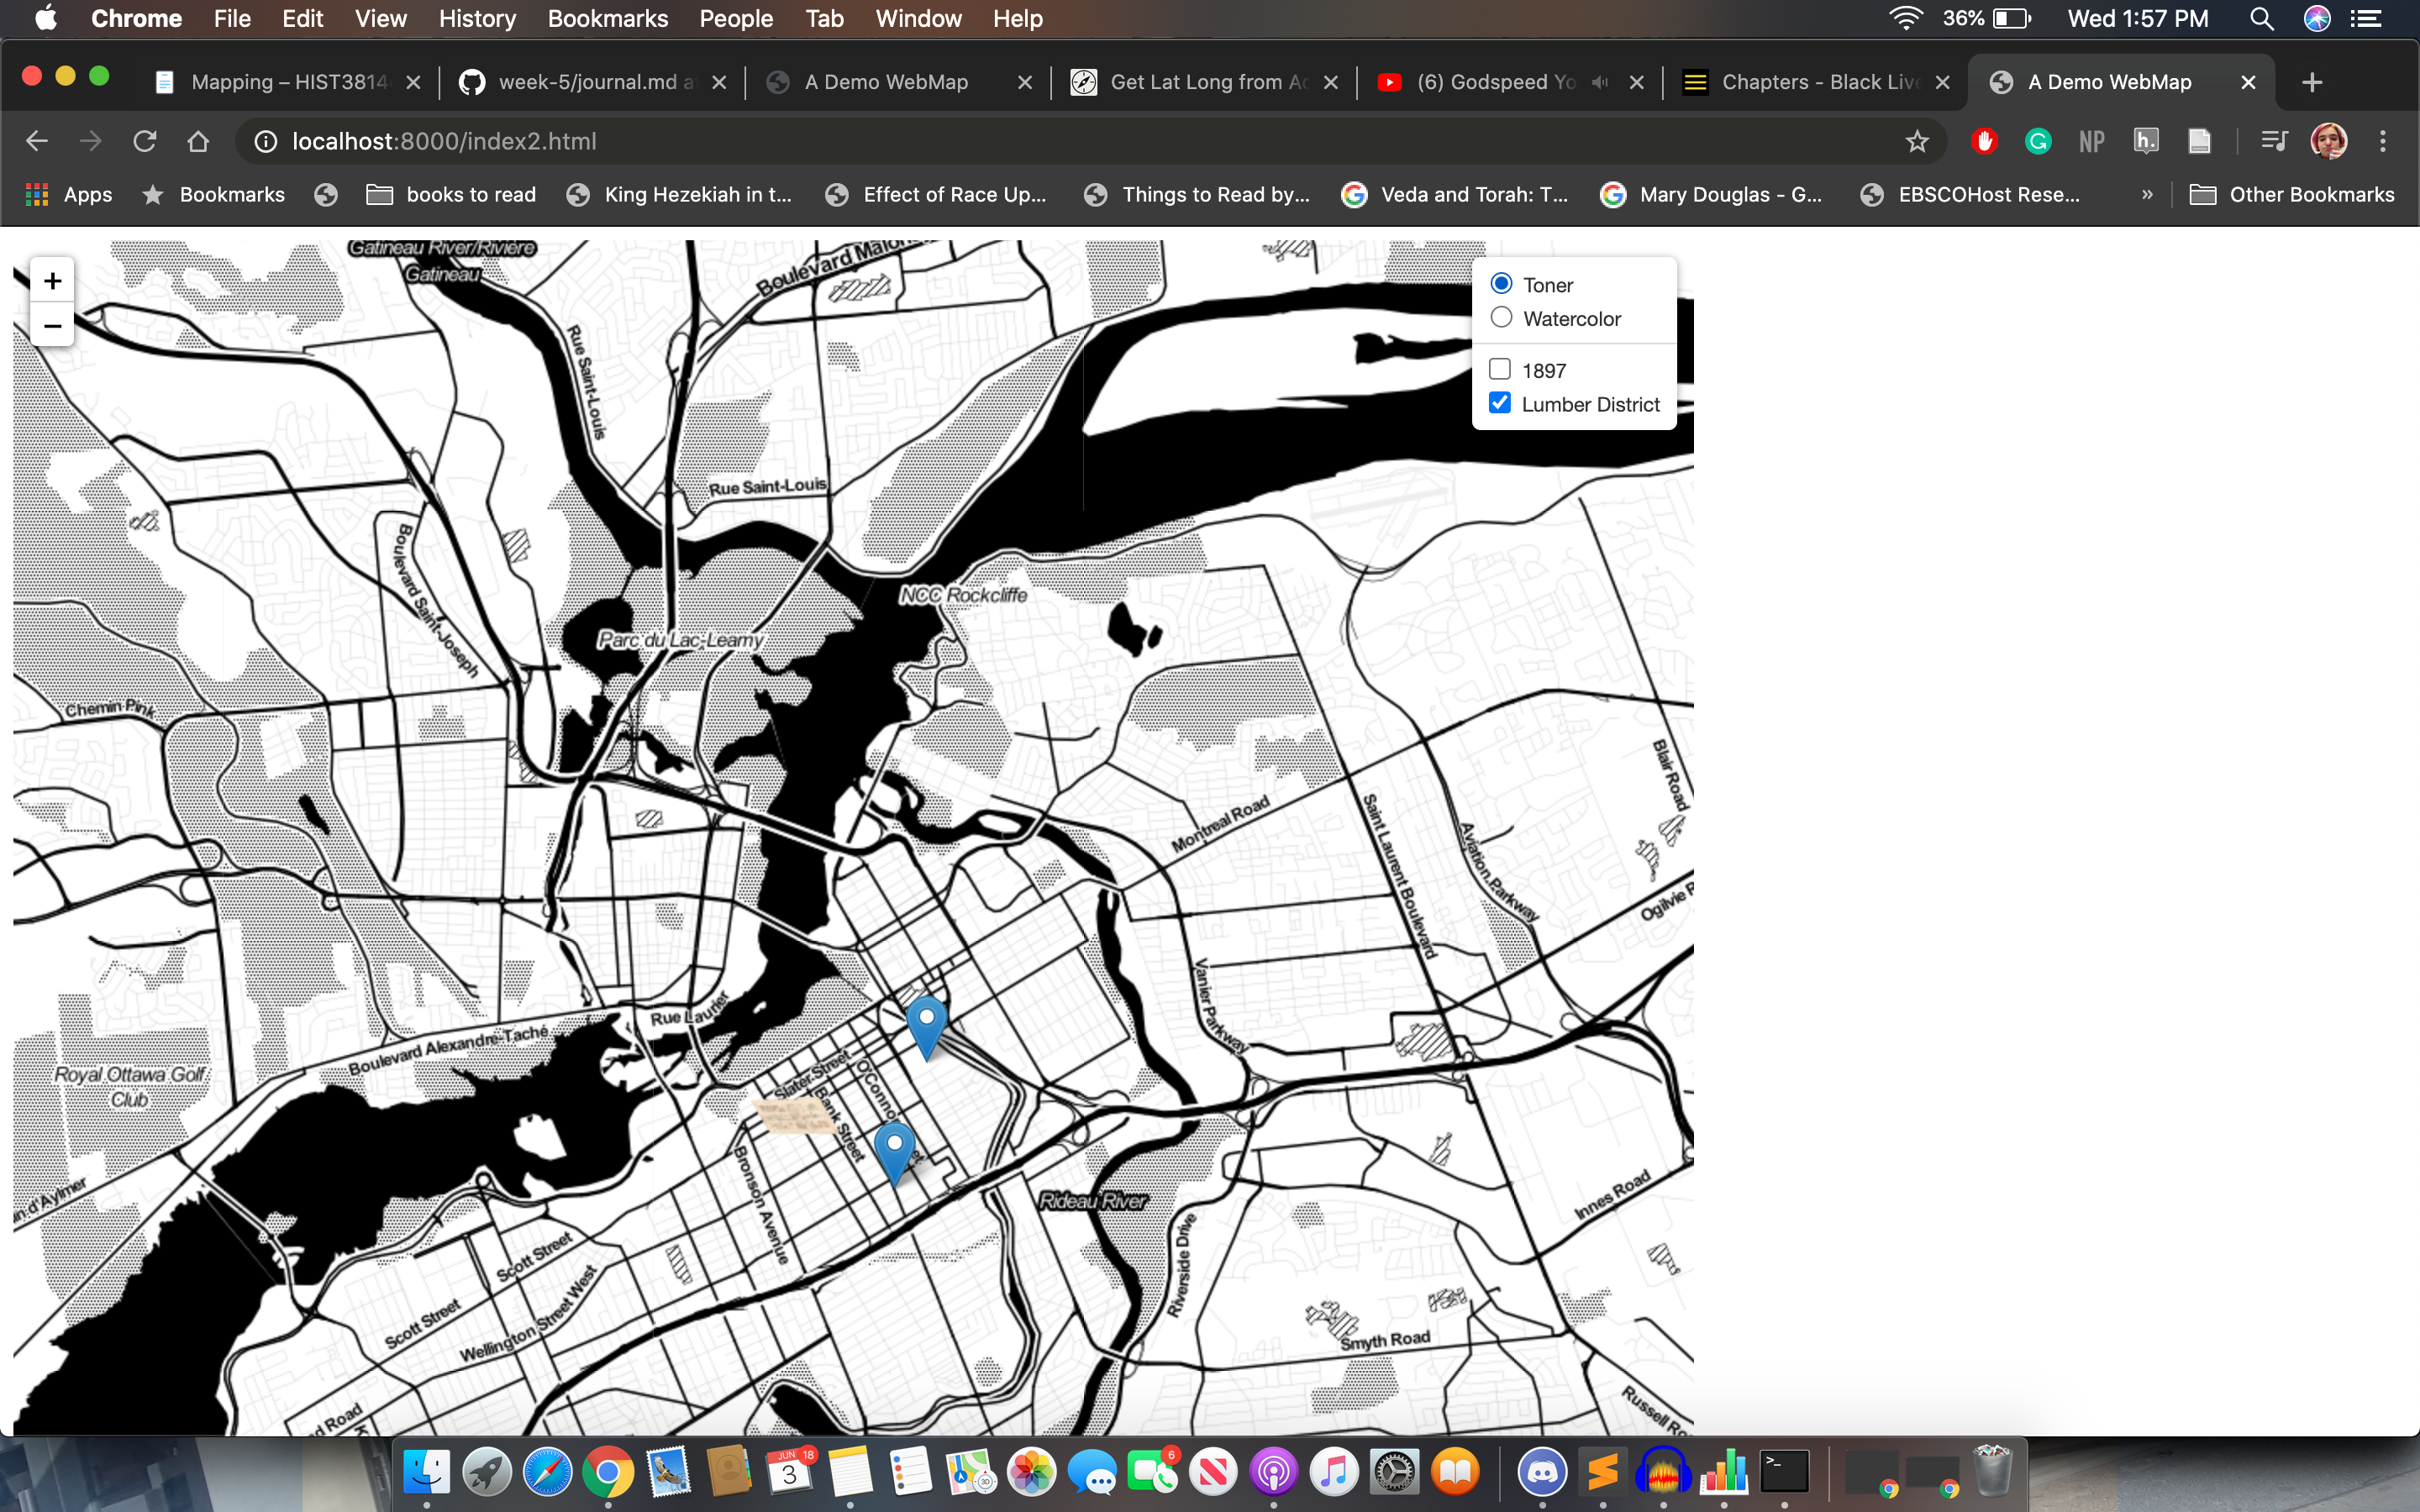 Chrome File Edit View History Bookmarks People Tab Window Help 36% Wed 1:57 PM
Mapping – HIST3814 week-5/journal.md a A Demo WebMap Get Lat Long from Ad (6) Godspeed Yo Chapters - Black Live A Demo WebMap
localhost:8000/index2.html NP h.
Apps Bookmarks books to read King Hezekiah in t... Effect of Race Up... Things to Read by... Veda and Torah: T... Mary Douglas - G... EBSCOHost Rese... » Other Bookmarks
+
−
Toner
Watercolor
1897
Lumber District
Gatineau River/Rivière
Gatineau
Boulevard Malon
Rue Saint-Louis
Rue Saint-Louis
Boulevard Saint-Joseph
NCC Rockcliffe
Parc du Lac-Leamy
Chemin Pink
Blair Road
Montreal Road
Saint Laurent Boulevard
Aviation Parkway
Ogilvie R
Vanier Parkway
Rue Laurier
Boulevard Alexandre-Taché
Royal Ottawa Golf
Club
Slater Street
O'Conno
Bank Street
Bronson Avenue
Rideau River
Riverside Drive
Innes Road
n d'Aylmer
Scott Street
Scott Street
Wellington Street West
Smyth Road
Russell Ro
d Road
JUN 18
3
6
3D
>_